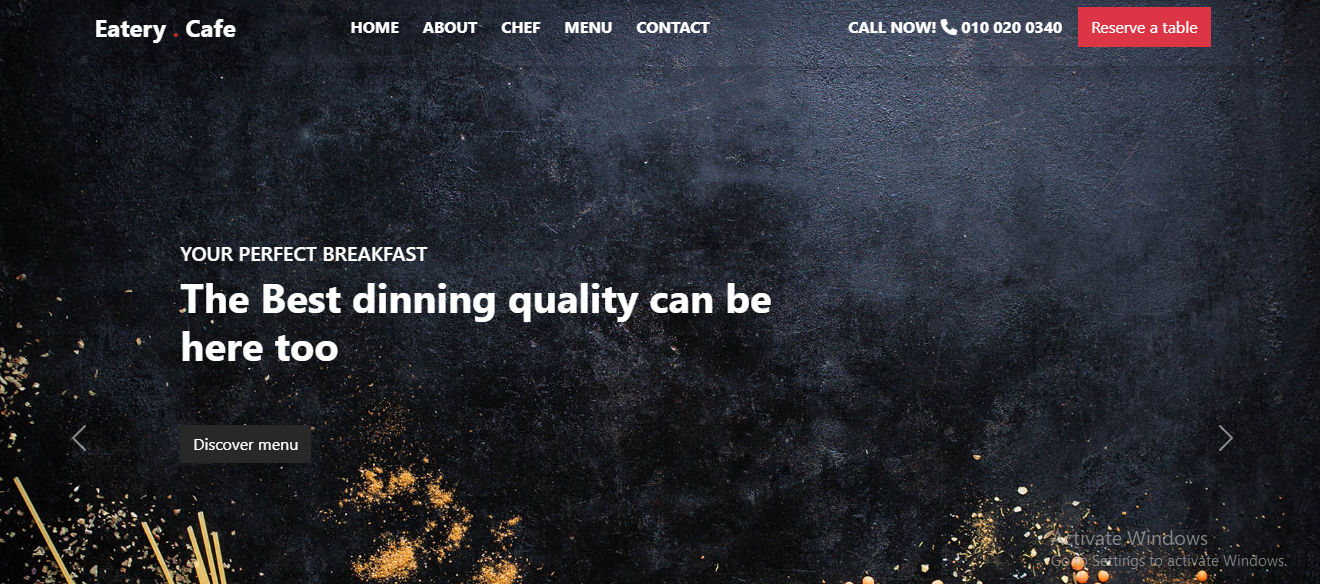 Eatery . Cafe HOME ABOUT CHEF MENU CONTACT CALL NOW! 010 020 0340 Reserve a table
YOUR PERFECT BREAKFAST
The Best dinning quality can be
here too
Discover menu
Activate Windows
Go to Settings to activate Windows.